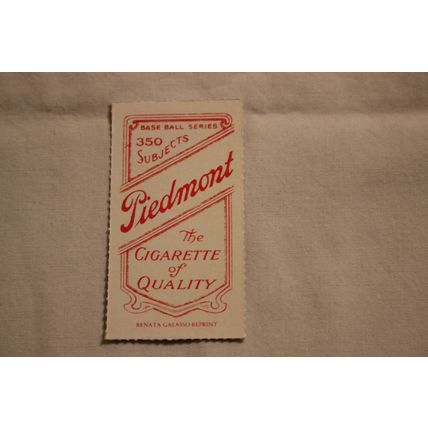 BASE BALL SERIES
350
SUBJECTS
Piedmont
The
CIGARETTE
of
QUALITY
RENATA GALASSO REPRINT